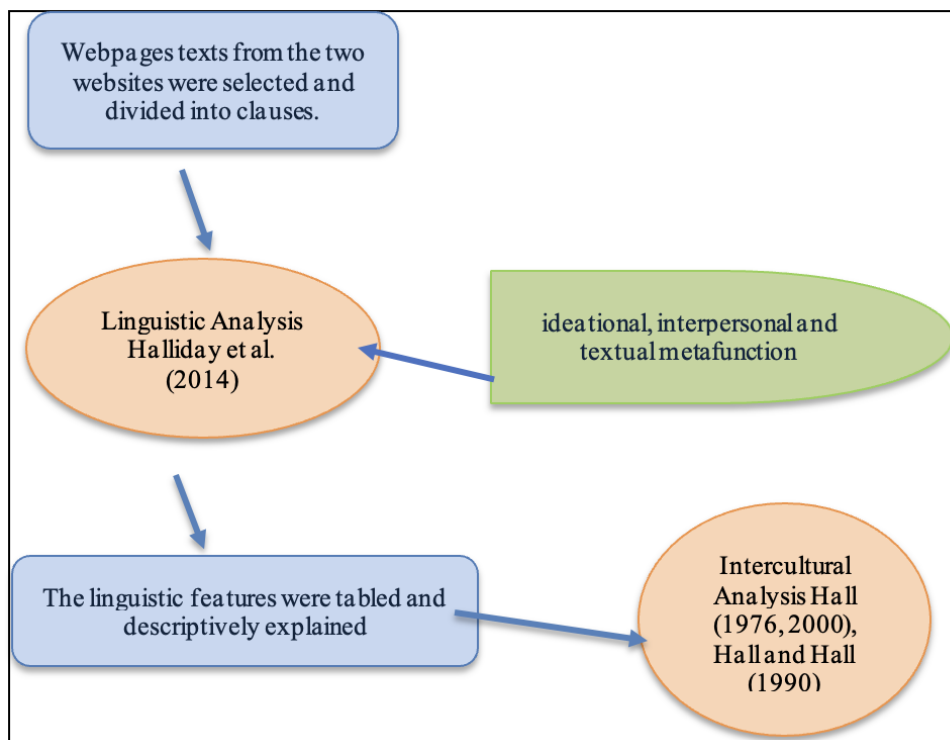 Webpages texts from the two
websites were selected and
divided into clauses.
Linguistic Analysis
Halliday et al.
(2014)
ideational, interpersonal and
textual metafunction
The linguistic features were tabled and
descriptively explained
Intercultural
Analysis Hall
(1976, 2000),
Hall and Hall
(1990)